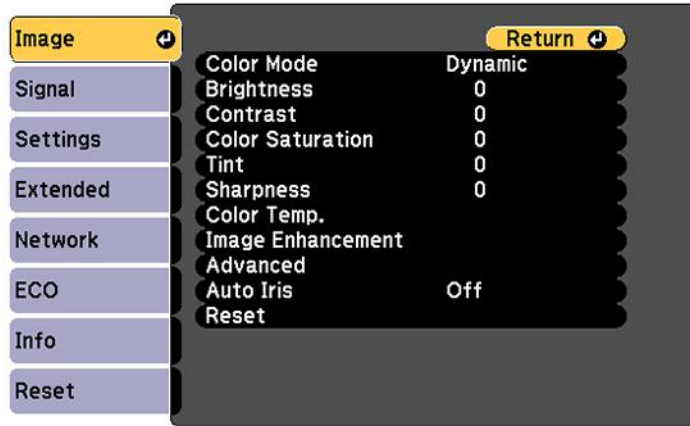 Image
Signal
Settings
Extended
Network
ECO
Info
Reset
Return
Color Mode Dynamic
Brightness 0
Contrast 0
Color Saturation 0
Tint 0
Sharpness 0
Color Temp.
Image Enhancement
Advanced
Auto Iris Off
Reset